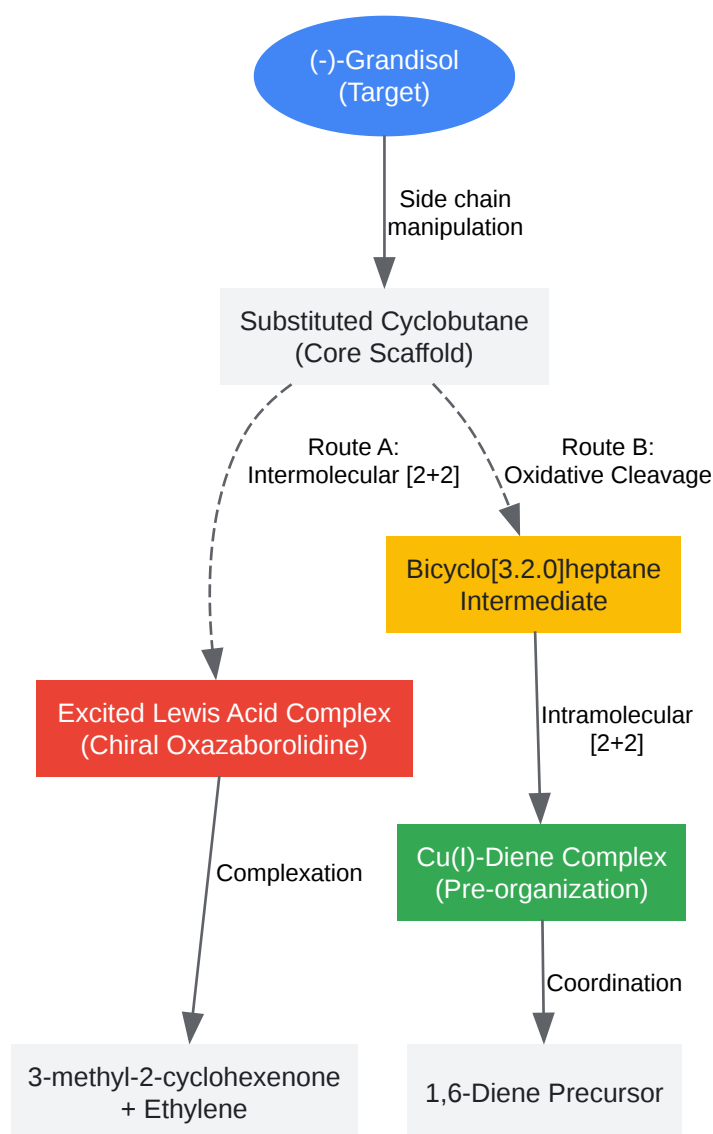 (-)-Grandisol
(Target)
Side chain
manipulation
Substituted Cyclobutane
(Core Scaffold)
Route A:
Intermolecular [2+2]
Route B:
Oxidative Cleavage
Bicyclo[3.2.0]heptane
Intermediate
Excited Lewis Acid Complex
(Chiral Oxazaborolidine)
Intramolecular
[2+2]
Complexation
Cu(I)-Diene Complex
(Pre-organization)
Coordination
3-methyl-2-cyclohexenone
+ Ethylene
1,6-Diene Precursor